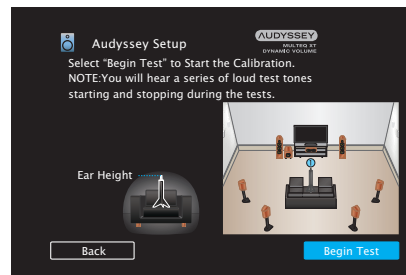 Audyssey Setup
AUDYSSEY
MULTEQ XT
DYNAMIC VOLUME
Select “Begin Test” to Start the Calibration.
NOTE:You will hear a series of loud test tones
starting and stopping during the tests.
Ear Height
Back
Begin Test